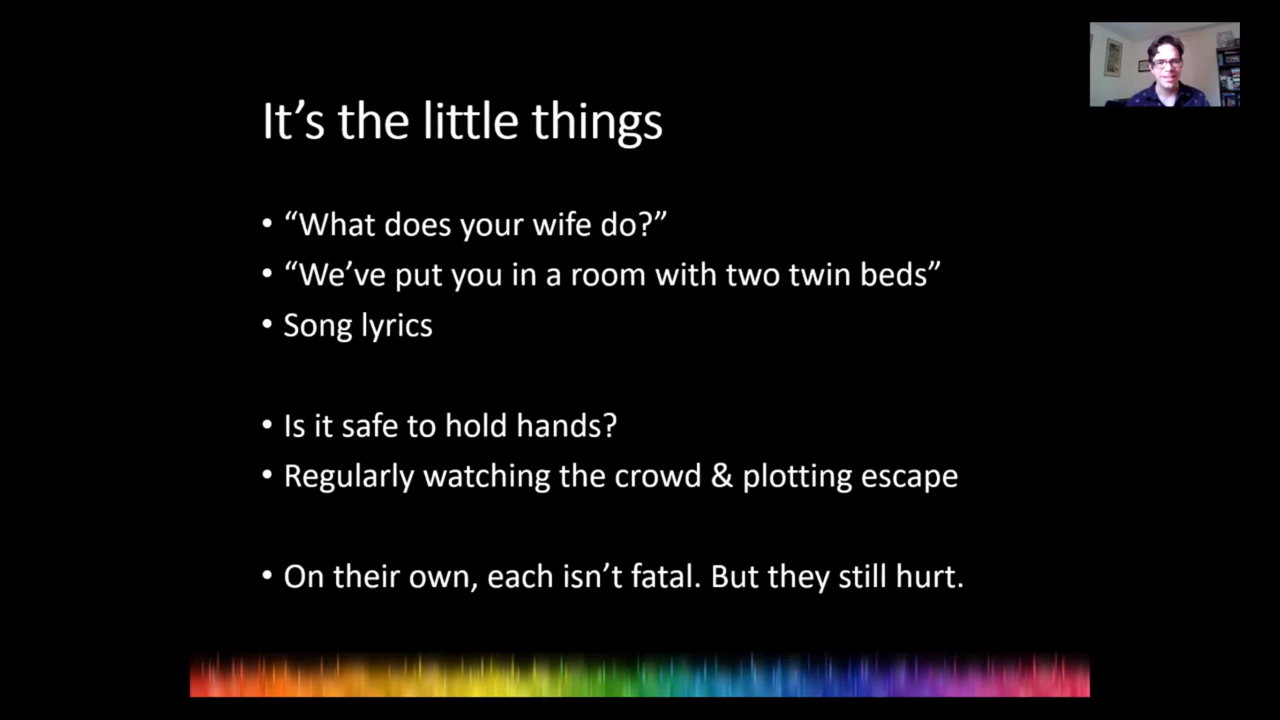 It’s the little things
• “What does your wife do?”
• “We’ve put you in a room with two twin beds”
• Song lyrics
• Is it safe to hold hands?
• Regularly watching the crowd & plotting escape
• On their own, each isn’t fatal. But they still hurt.